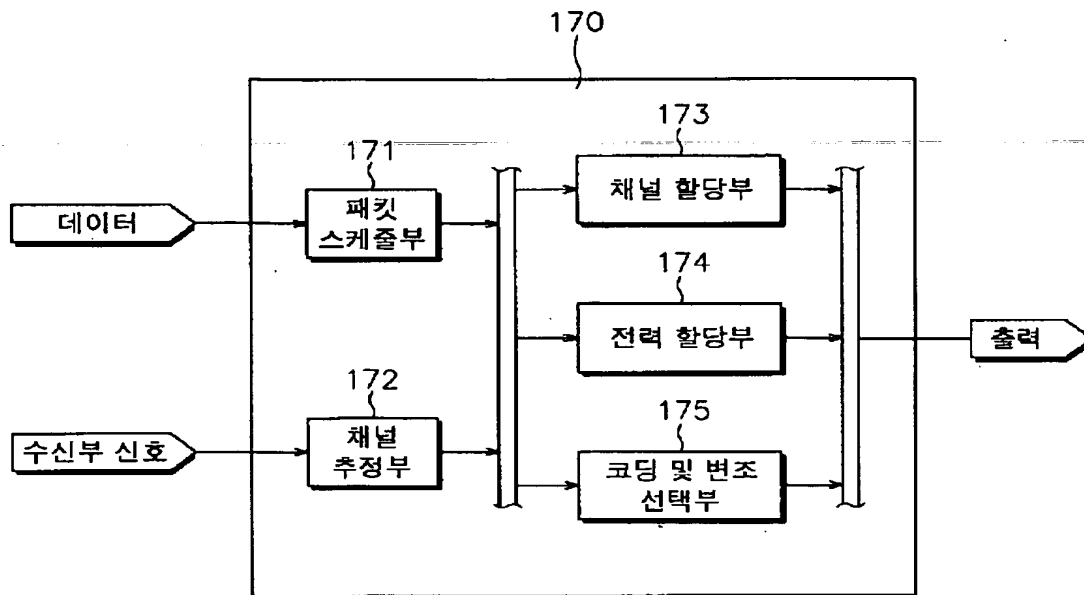 170
173
171
채널 할당부
데이터
패킷
스케줄부
174
전력 할당부
출력
172
175
수신부 신호
채널
추정부
코딩 및 변조
선택부